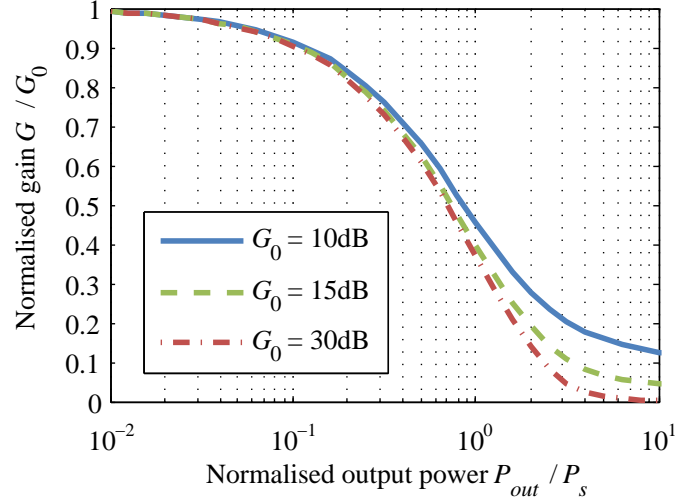 Normalised gain G / G₀
1
0.9
0.8
0.7
0.6
0.5
0.4
0.3
0.2
0.1
0
G₀ = 10dB
G₀ = 15dB
G₀ = 30dB
10⁻² 10⁻¹ 10⁰ 10¹
Normalised output power P_out / P_s